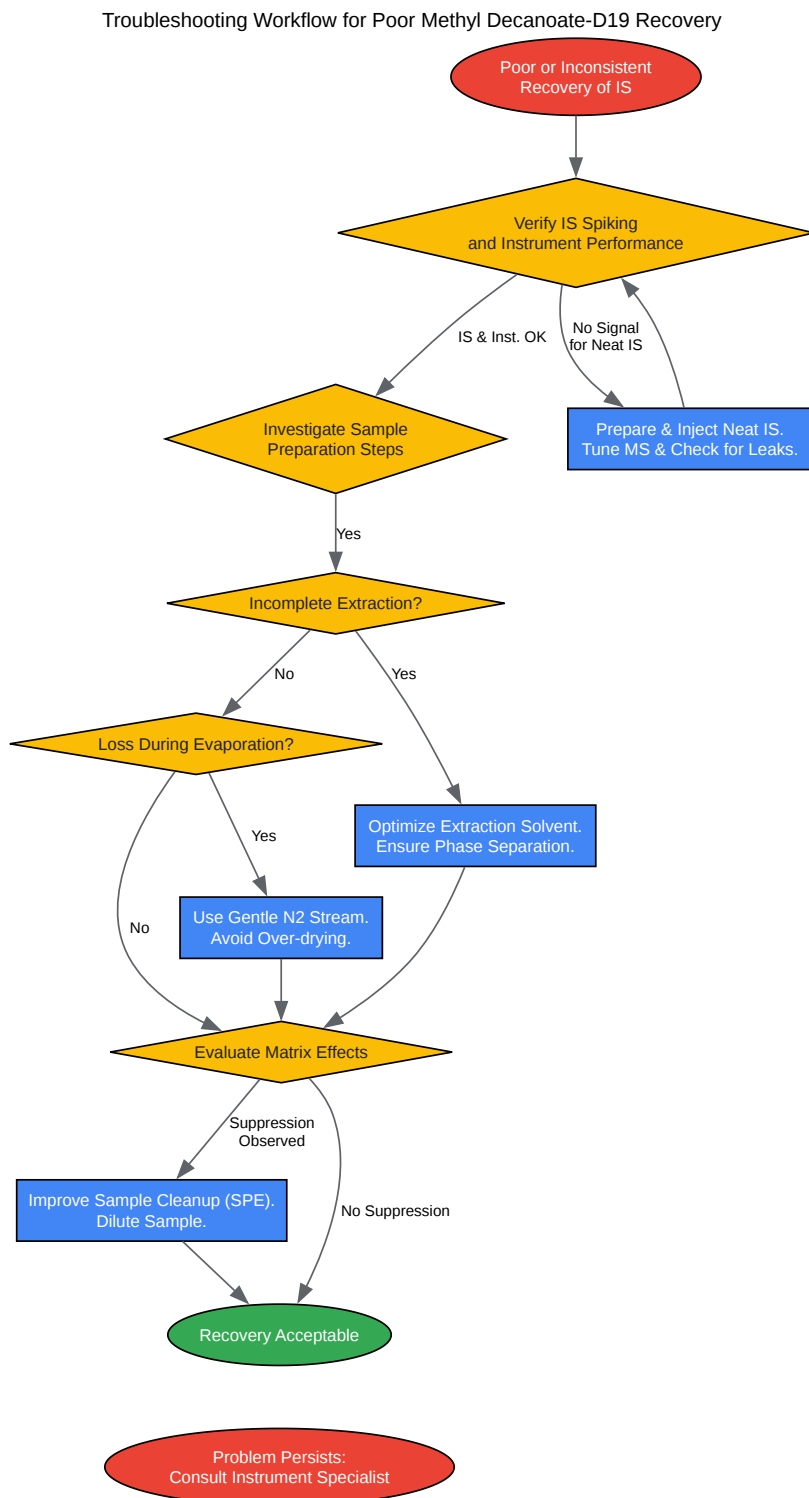 Troubleshooting Workflow for Poor Methyl Decanoate-D19 Recovery
Poor or Inconsistent
Recovery of IS
Verify IS Spiking
and Instrument Performance
IS & Inst. OK
No Signal
for Neat IS
Prepare & Inject Neat IS.
Tune MS & Check for Leaks.
Investigate Sample
Preparation Steps
Yes
Incomplete Extraction?
No
Yes
Loss During Evaporation?
Optimize Extraction Solvent.
Ensure Phase Separation.
Yes
Use Gentle N2 Stream.
Avoid Over-drying.
No
Evaluate Matrix Effects
Suppression
Observed
Improve Sample Cleanup (SPE).
Dilute Sample.
No Suppression
Recovery Acceptable
Problem Persists:
Consult Instrument Specialist